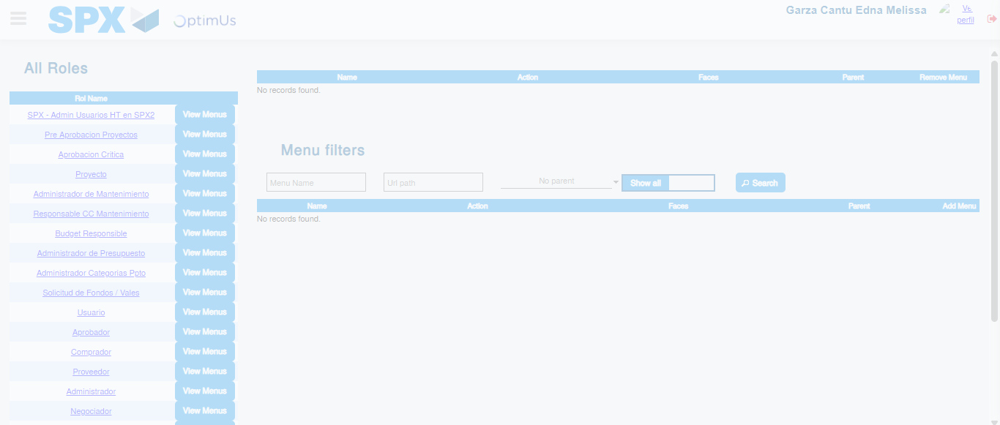 SPX OptimUs
Garza Cantu Edna Melissa
perfil
All Roles
Rol Name
SPX - Admin Usuarios HT en SPX2 View Menus
Pre Aprobacion Proyectos View Menus
Aprobacion Critica View Menus
Proyecto View Menus
Administrador de Mantenimiento View Menus
Responsable CC Mantenimiento View Menus
Budget Responsible View Menus
Administrador de Presupuesto View Menus
Administrador Categorias Ppto View Menus
Solicitud de Fondos / Vales View Menus
Usuario View Menus
Aprobador View Menus
Comprador View Menus
Proveedor View Menus
Administrador View Menus
Negociador View Menus
Name Action Faces Parent Remove Menu
No records found.
Menu filters
Menu Name Url path No parent Show all Search
Name Action Faces Parent Add Menu
No records found.